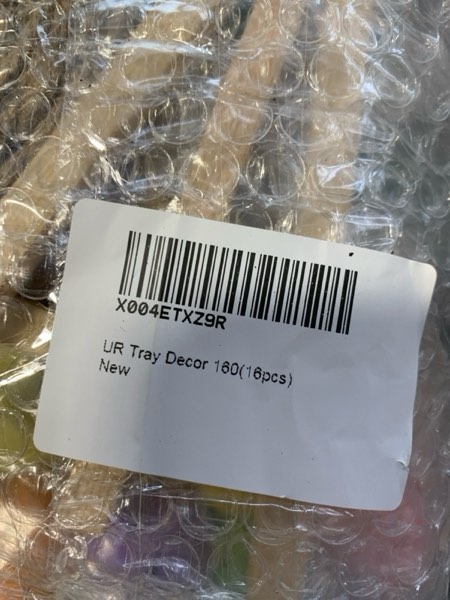 X004ETXZ9R
UR Tray Decor 160(16pcs)
New